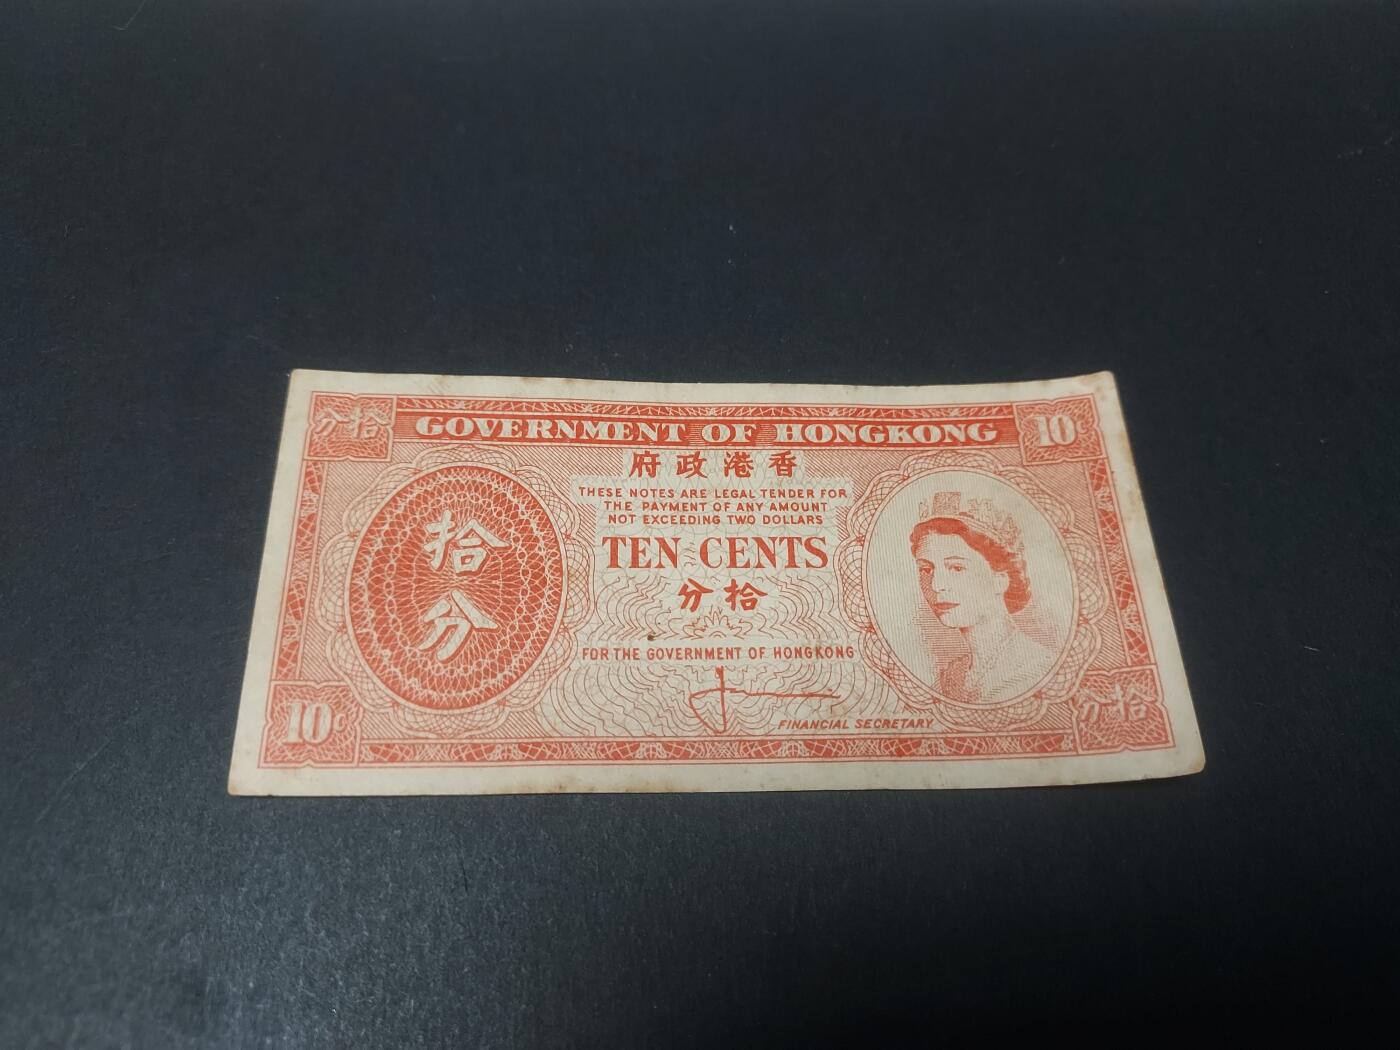 分拾
GOVERNMENT OF HONGKONG
10¢
府政港香
THESE NOTES ARE LEGAL TENDER FOR
THE PAYMENT OF ANY AMOUNT
NOT EXCEEDING TWO DOLLARS
TEN CENTS
分拾
拾
分
FOR THE GOVERNMENT OF HONGKONG
FINANCIAL SECRETARY
10¢
分拾